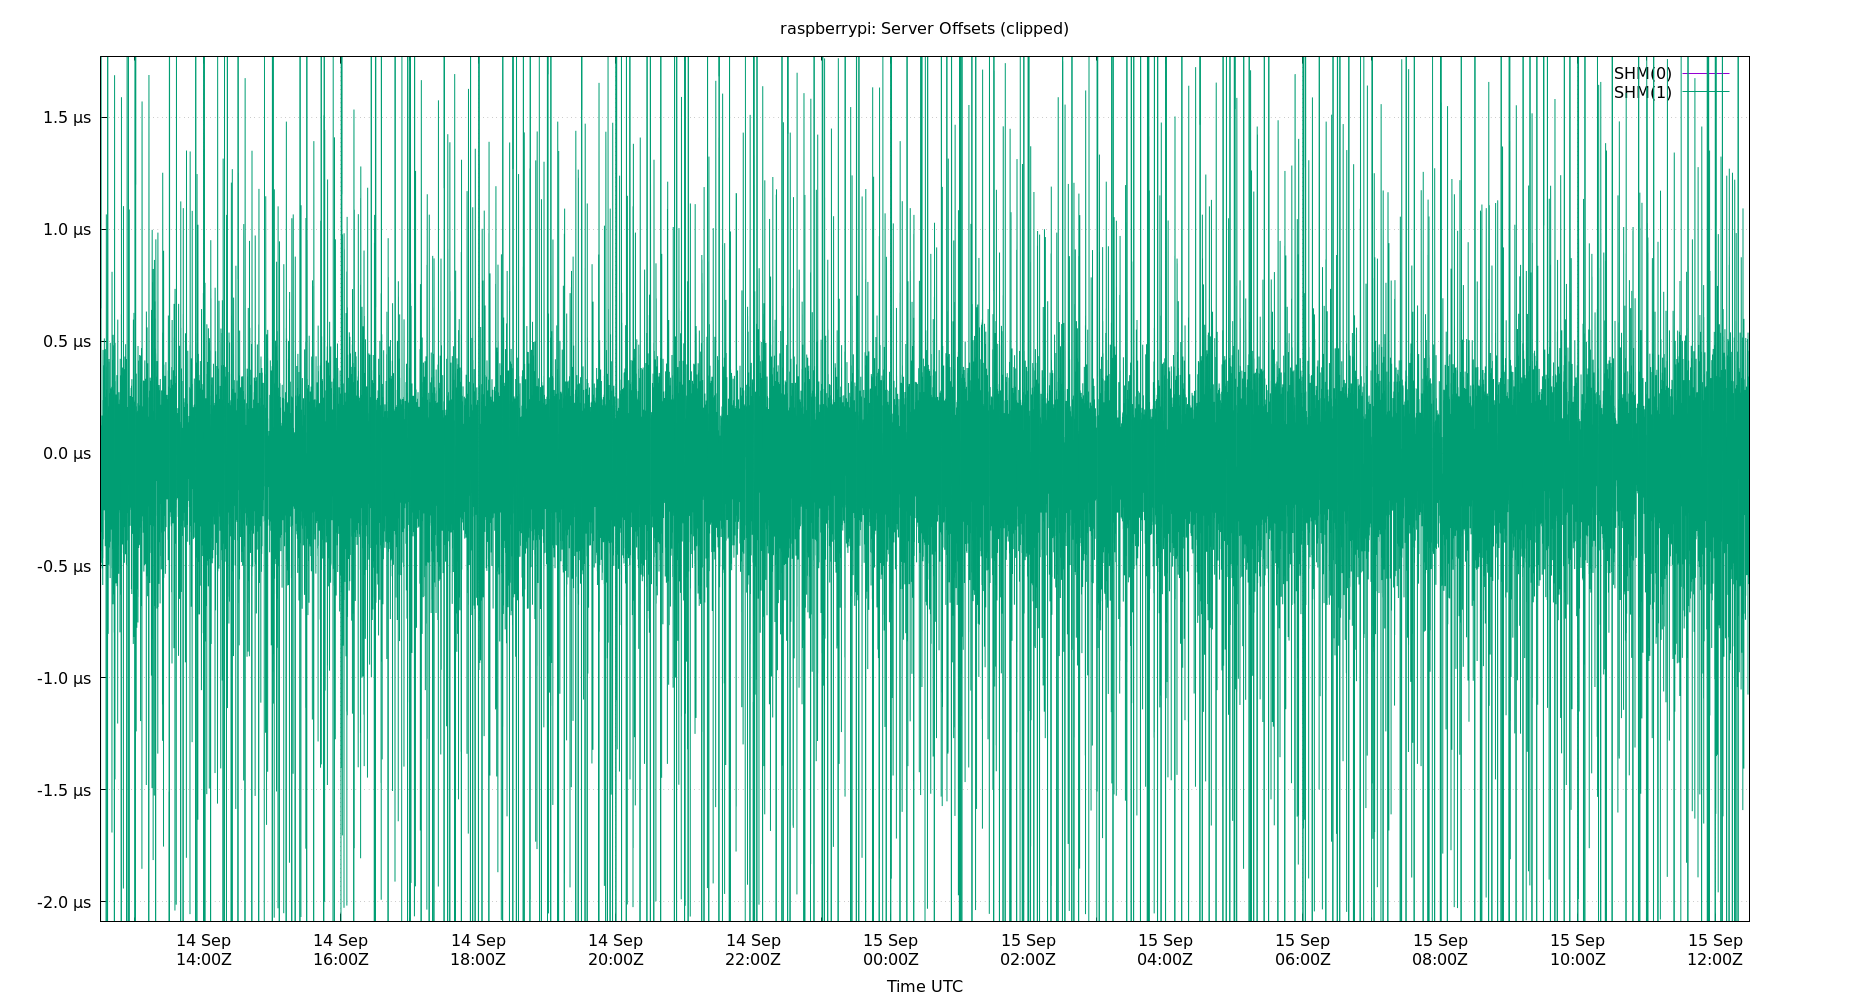 raspberrypi: Server Offsets (clipped)
SHM(0)
SHM(1)
1.5 µs
1.0 µs
0.5 µs
0.0 µs
-0.5 µs
-1.0 µs
-1.5 µs
-2.0 µs
14 Sep 14 Sep 14 Sep 14 Sep 14 Sep 15 Sep 15 Sep 15 Sep 15 Sep 15 Sep 15 Sep 15 Sep
14:00Z 16:00Z 18:00Z 20:00Z 22:00Z 00:00Z 02:00Z 04:00Z 06:00Z 08:00Z 10:00Z 12:00Z
Time UTC